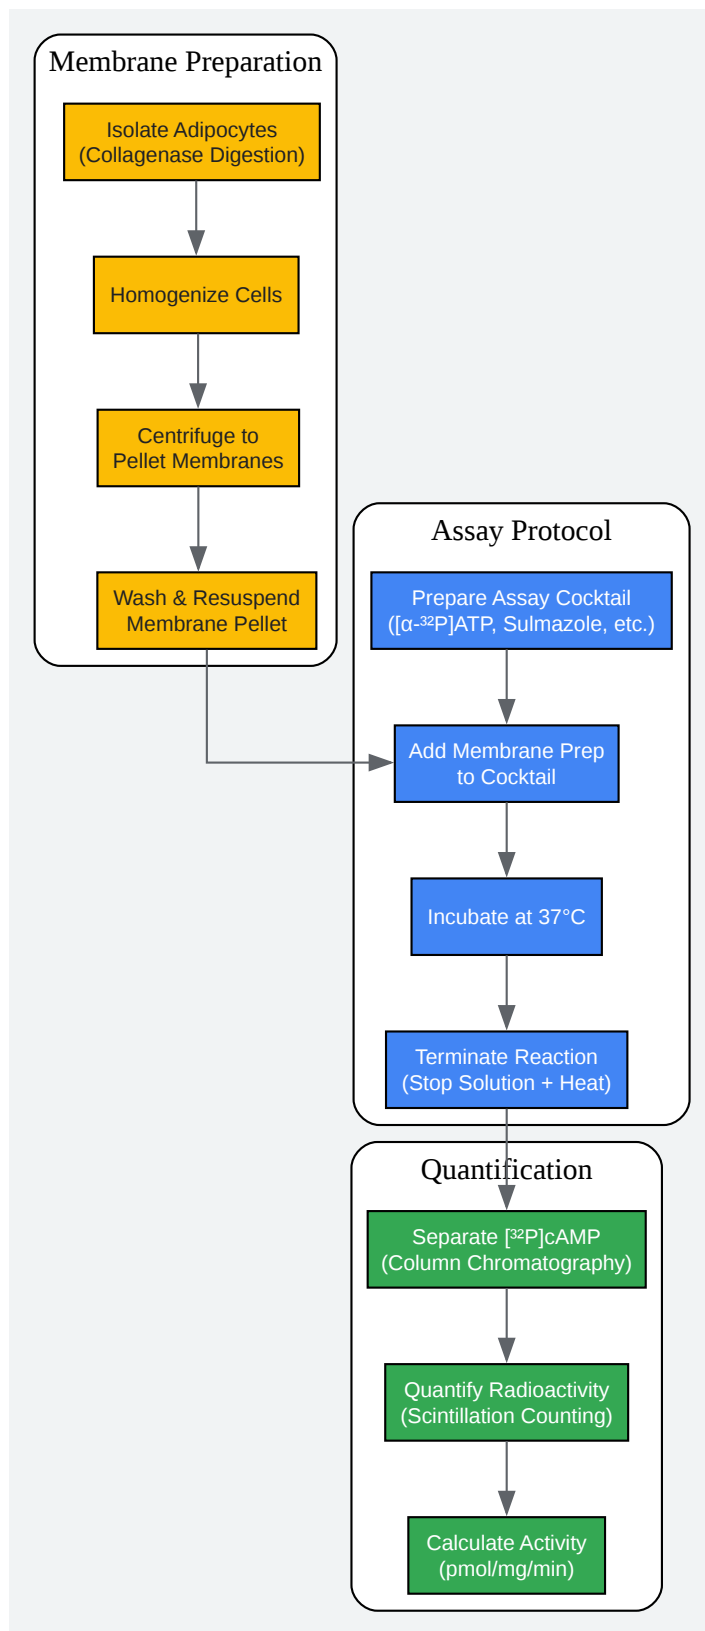 Membrane Preparation
Isolate Adipocytes
(Collagenase Digestion)
Homogenize Cells
Centrifuge to
Pellet Membranes
Wash & Resuspend
Membrane Pellet
Assay Protocol
Prepare Assay Cocktail
([α-³²P]ATP, Sulmazole, etc.)
Add Membrane Prep
to Cocktail
Incubate at 37°C
Terminate Reaction
(Stop Solution + Heat)
Quantification
Separate [³²P]cAMP
(Column Chromatography)
Quantify Radioactivity
(Scintillation Counting)
Calculate Activity
(pmol/mg/min)